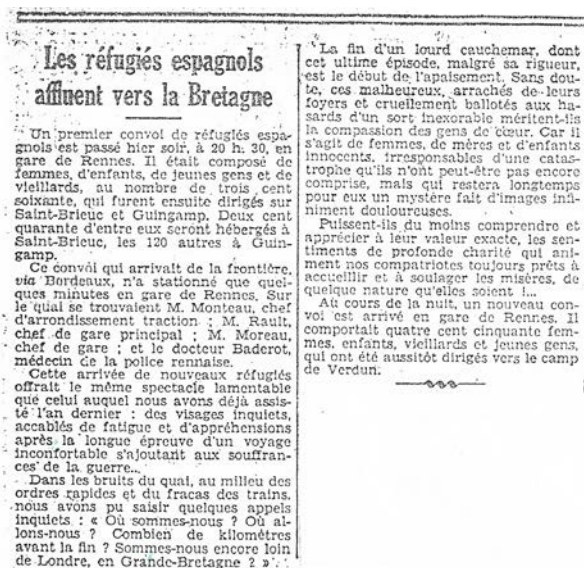 Les réfugiés espagnols
affluent vers la Bretagne
Un premier convoi de réfugiés espa-
gnols est passé hier soir, à 20 h. 30, en
gare de Rennes. Il était composé de
femmes, d'enfants, de jeunes gens et de
vieillards, au nombre de trois cent
soixante, qui furent ensuite dirigés sur
Saint-Brieuc et Guingamp. Deux cent
quarante d'entre eux seront hébergés à
Saint-Brieuc, les 120 autres à Guin-
gamp.
Ce convoi qui arrivait de la frontière,
via Bordeaux, n'a stationné que quel-
ques minutes en gare de Rennes. Sur
le quai se trouvaient M. Monteau, chef
d'arrondissement traction ; M. Rault,
chef de gare principal ; M. Moreau,
chef de gare ; et le docteur Baderot,
médecin de la police rennaise.
Cette arrivée de nouveaux réfugiés
offrait le même spectacle lamentable
que celui auquel nous avons déjà assis-
té l'an dernier : des visages inquiets,
accablés de fatigue et d'appréhensions
après la longue épreuve d'un voyage
inconfortable s'ajoutant aux souffran-
ces de la guerre...
Dans les bruits du quai, au milieu des
ordres rapides et du fracas des trains,
nous avons pu saisir quelques appels
inquiets : « Où sommes-nous ? Où al-
lons-nous ? Combien de kilomètres
avant la fin ? Sommes-nous encore loin
de Londre, en Grande-Bretagne ? »
La fin d'un lourd cauchemar, dont
cet ultime épisode, malgré sa rigueur,
est le début de l'apaisement. Sans dou-
te, ces malheureux, arrachés de leurs
foyers et cruellement ballotés aux ha-
sards d'un sort inexorable méritent-ils
la compassion des gens de cœur. Car il
s'agit de femmes, de mères et d'enfants
innocents, irresponsables d'une catas-
trophe qu'ils n'ont peut-être pas encore
comprise, mais qui restera longtemps
pour eux un mystère fait d'images infi-
niment douloureuses.
Puissent-ils du moins comprendre et
apprécier à leur valeur exacte, les sen-
timents de profonde charité qui ani-
ment nos compatriotes toujours prêts à
accueillir et à soulager les misères, de
quelque nature qu'elles soient !...
Au cours de la nuit, un nouveau con-
voi est arrivé en gare de Rennes. Il
comportait quatre cent cinquante fem-
mes, enfants, vieillards et jeunes gens,
qui ont été aussitôt dirigés vers le camp
de Verdun.